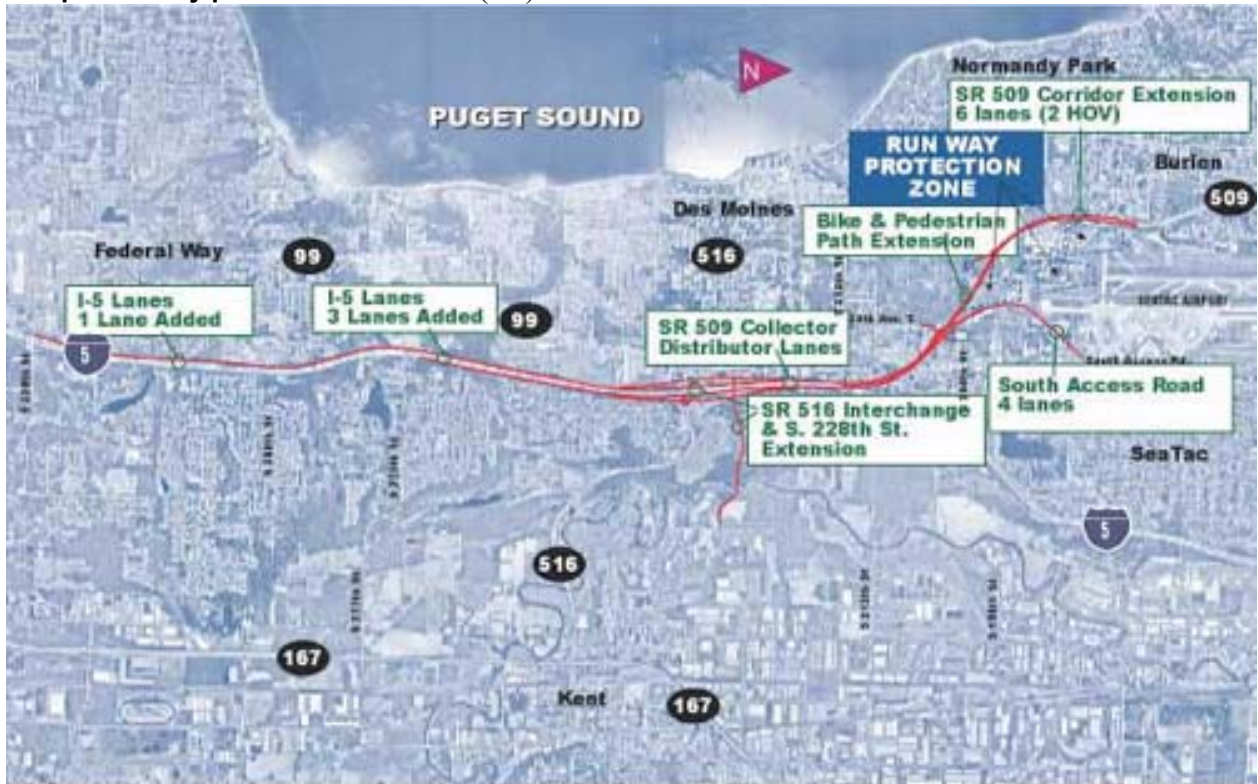 N
Normandy Park
SR 509 Corridor Extension
6 lanes (2 HOV)
PUGET SOUND
RUN WAY
PROTECTION
ZONE
Burien
509
Des Moines
Bike & Pedestrian
Path Extension
Federal Way
99
516
I-5 Lanes
1 Lane Added
I-5 Lanes
3 Lanes Added
99
SR 509 Collector
Distributor Lanes
5
South Access Road
4 lanes
SR 516 Interchange
& S. 228th St.
Extension
SeaTac
5
516
167
Kent
167